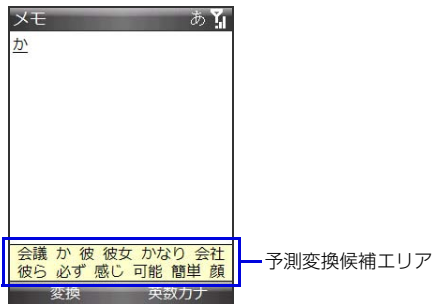 メモ あ
か
会議 か 彼 彼女 かなり 会社
彼ら 必ず 感じ 可能 簡単 顔
予測変換候補エリア
変換 英数カナ